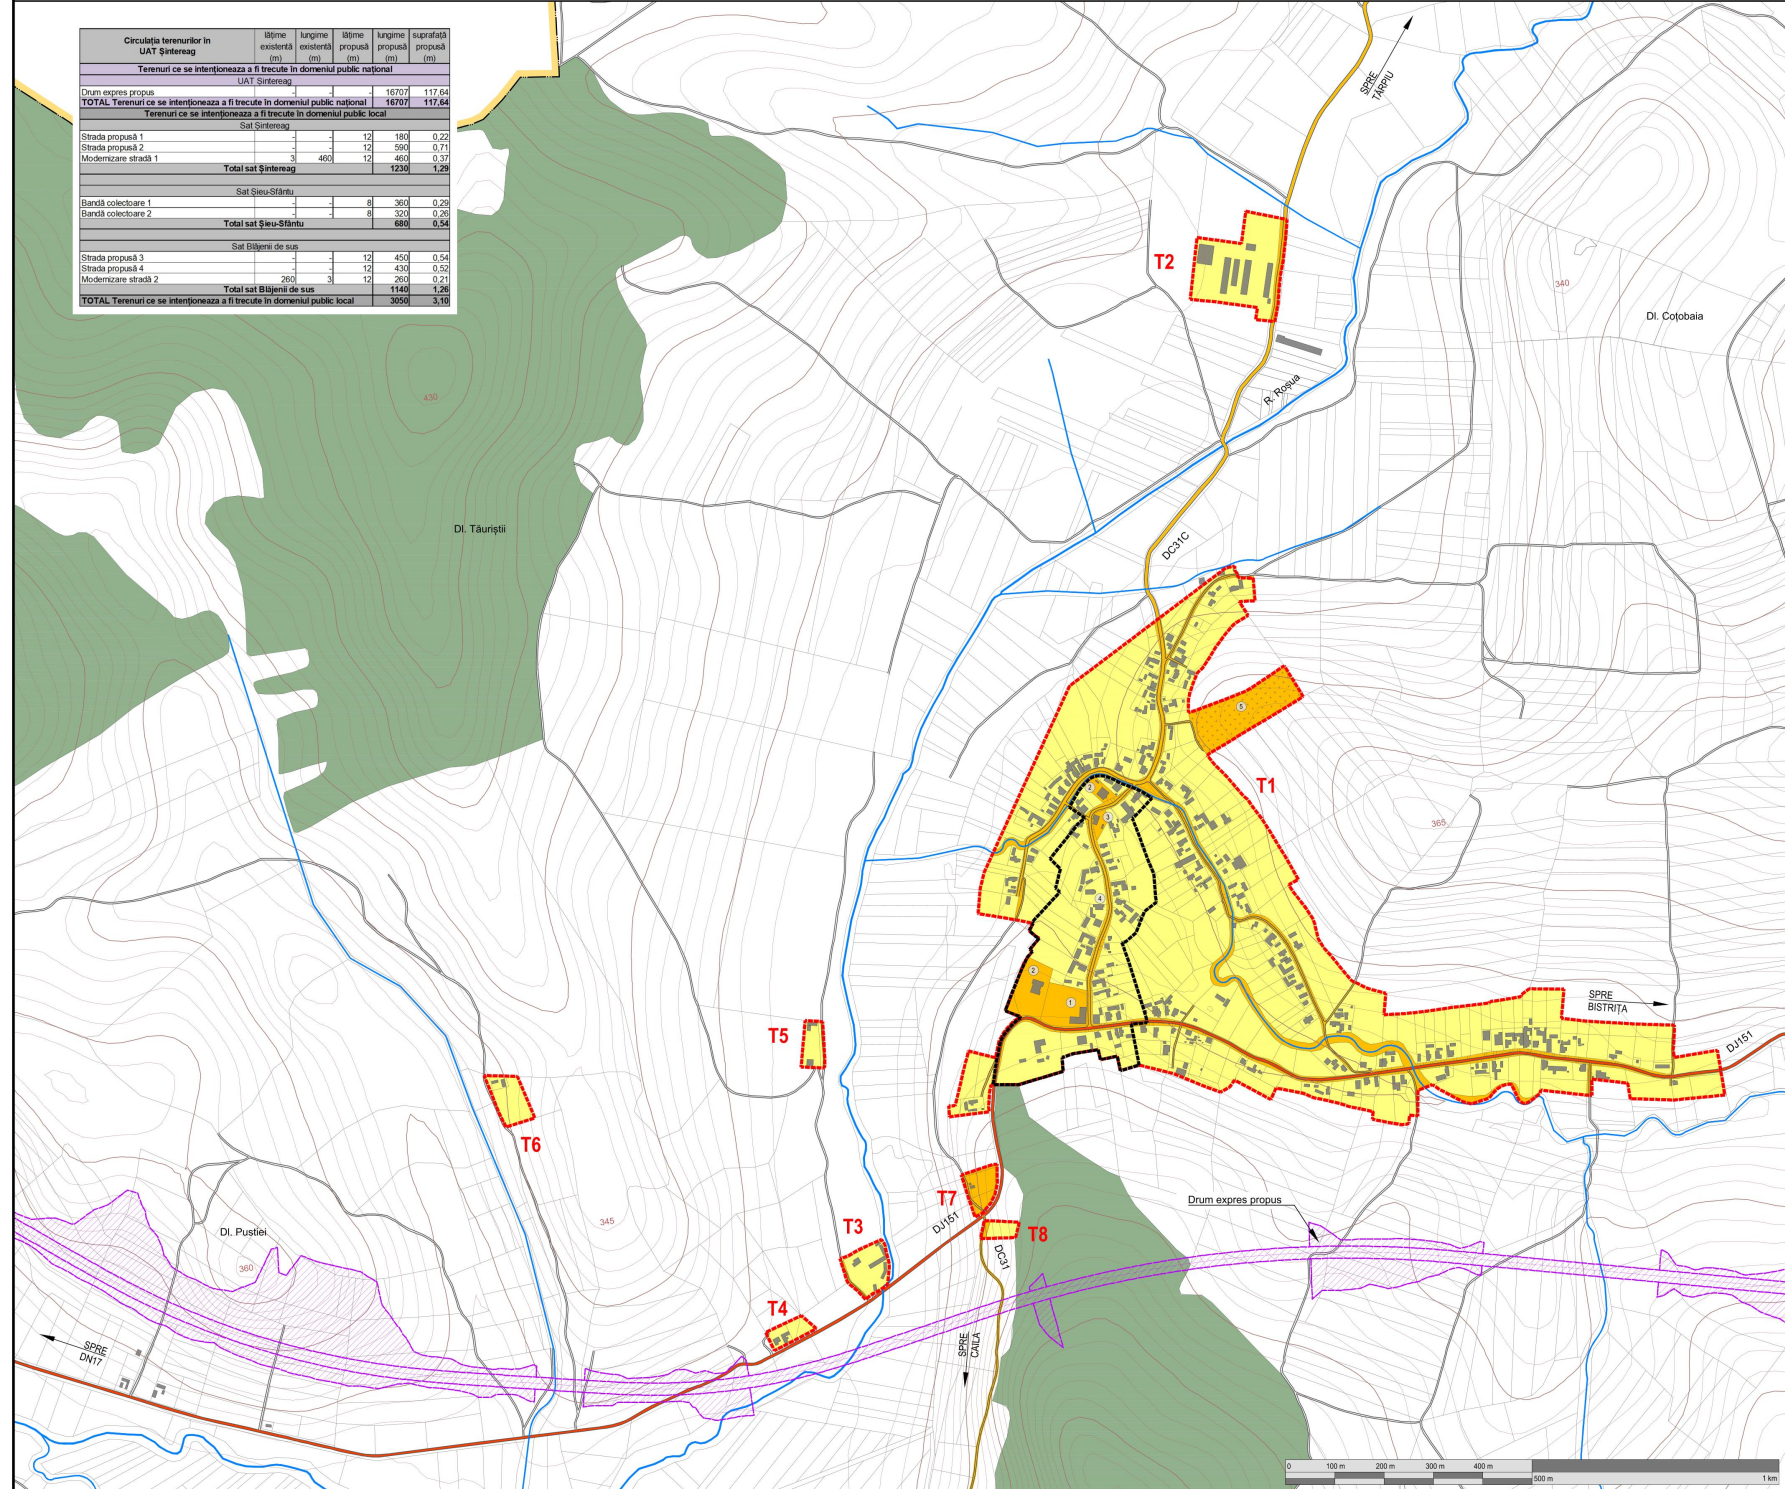 Circulația terenurilor în UAT Șintereag | lățime existentă (m) | lungime existentă (m) | lățime propusă (m) | lungime propusă (m) | suprafață propusă (m)
Terenuri ce se intenționeaza a fi trecute în domeniul public național
UAT Șintereag
Drum expres propus - - - 16707 117,64
TOTAL Terenuri ce se intenționeaza a fi trecute în domeniul public național 16707 117,64
Terenuri ce se intenționeaza a fi trecute în domeniul public local
Sat Șintereag
Strada propusă 1 - - 12 180 0,22
Strada propusă 2 - - 12 590 0,71
Modernizare stradă 1 3 460 12 460 0,37
Total sat Șintereag 1230 1,29
Sat Șieu-Sfântu
Bandă colectoare 1 - - 8 360 0,29
Bandă colectoare 2 - - 8 320 0,26
Total sat Șieu-Sfântu 680 0,54
Sat Blăjenii de sus
Strada propusă 3 - - 12 450 0,54
Strada propusă 4 - - 12 430 0,52
Modernizare stradă 2 260 3 12 260 0,21
Total sat Blăjenii de sus 1140 1,26
TOTAL Terenuri ce se intenționeaza a fi trecute în domeniul public local 3050 3,10
SPRE
TÂRPIU
T2
340
Dl. Coțobaia
R. Roșua
430
Dl. Tăuriștii
DC31C
5
T1
2
3
365
4
2
1
SPRE
BISTRIȚA
DJ151
T5
T6
T7
DJ151
T8
DC31
Drum expres propus
T3
345
Dl. Pustiei
360
T4
SPRE
DN17
SPRE
CAILA
0 100 m 200 m 300 m 400 m
500 m 1 km